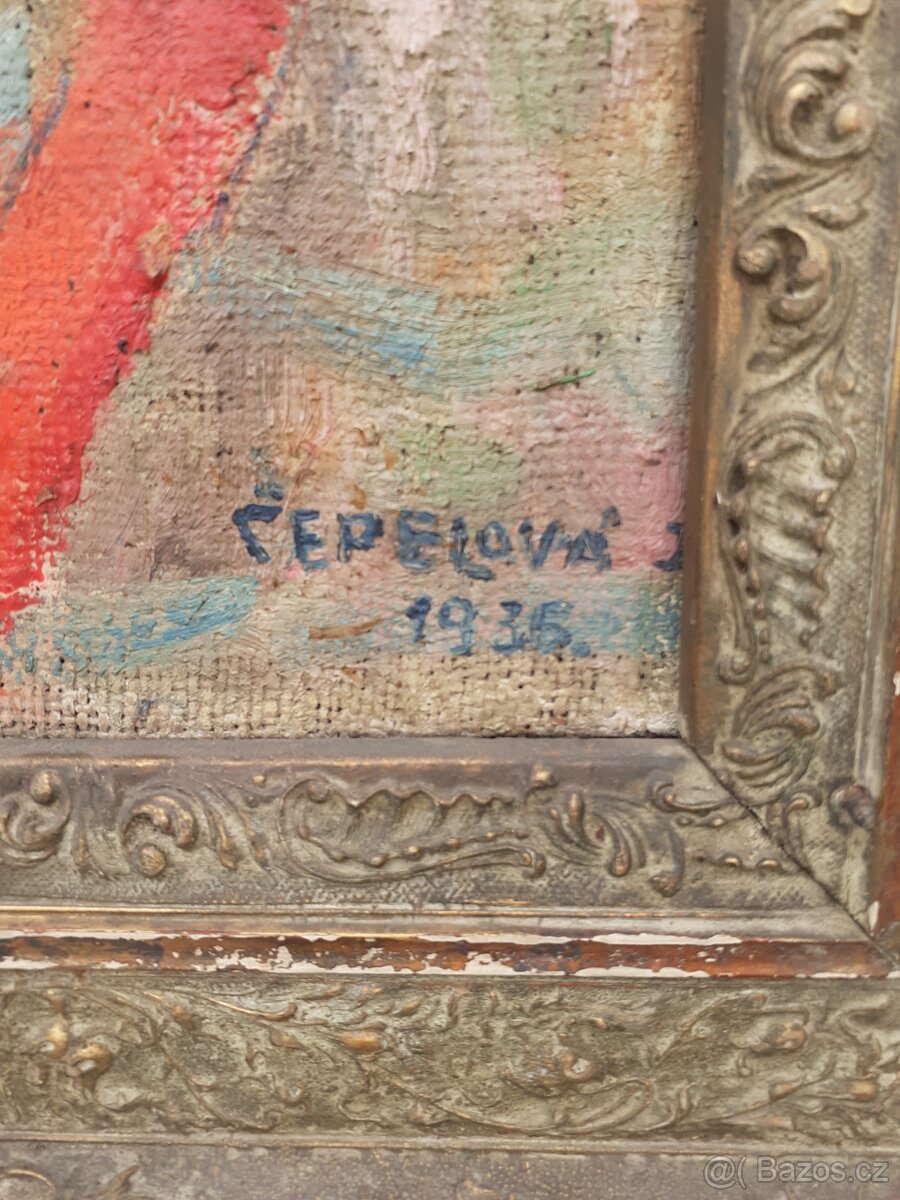 ČEPELOVÁ
1936.
@( Bazos.cz